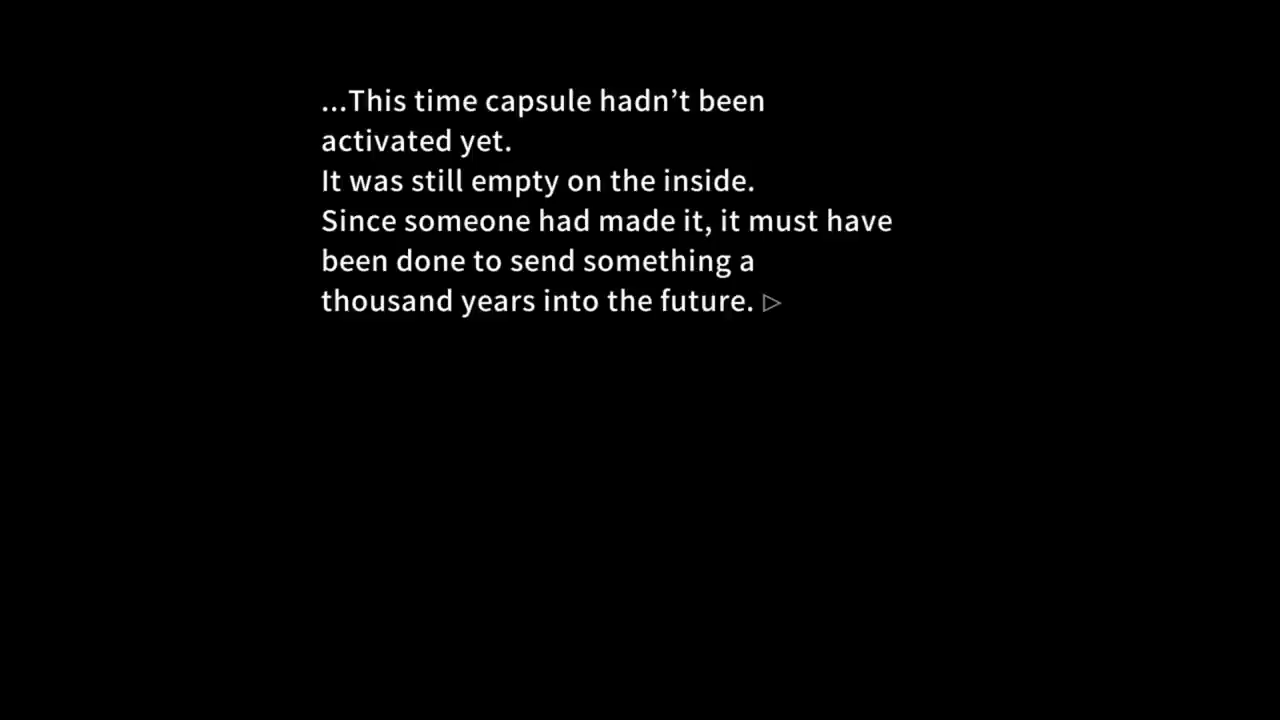 ...This time capsule hadn’t been
activated yet.
It was still empty on the inside.
Since someone had made it, it must have
been done to send something a
thousand years into the future.